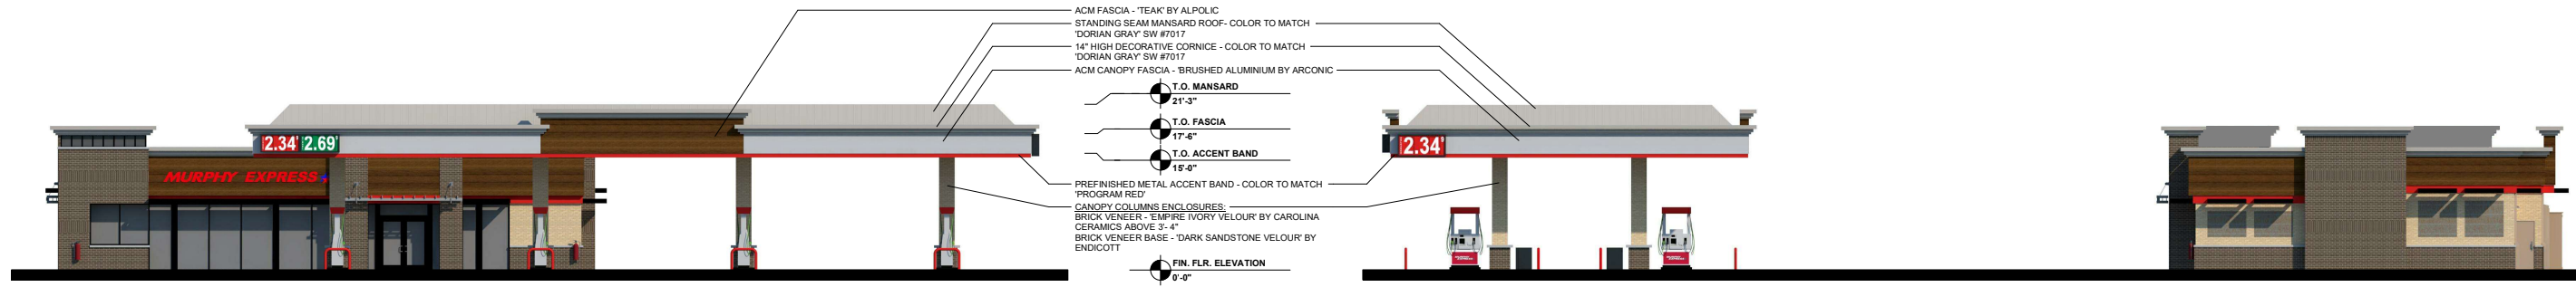 ACM FASCIA - 'TEAK' BY ALPOLIC
STANDING SEAM MANSARD ROOF- COLOR TO MATCH
'DORIAN GRAY' SW #7017
14" HIGH DECORATIVE CORNICE - COLOR TO MATCH
'DORIAN GRAY' SW #7017
ACM CANOPY FASCIA - 'BRUSHED ALUMINIUM BY ARCONIC
T.O. MANSARD
21'-3"
T.O. FASCIA
17'-6"
T.O. ACCENT BAND
15'-0"
PREFINISHED METAL ACCENT BAND - COLOR TO MATCH
'PROGRAM RED'
CANOPY COLUMNS ENCLOSURES:
BRICK VENEER - 'EMPIRE IVORY VELOUR' BY CAROLINA
CERAMICS ABOVE 3'- 4"
BRICK VENEER BASE - 'DARK SANDSTONE VELOUR' BY
ENDICOTT
FIN. FLR. ELEVATION
0'-0"
2.34 2.69
MURPHY EXPRESS
2.34